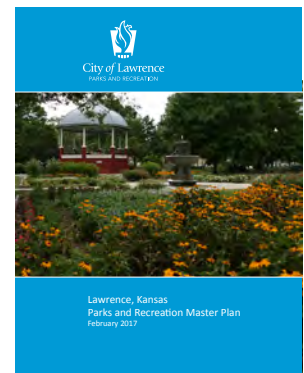 City of Lawrence
PARKS AND RECREATION
Lawrence, Kansas
Parks and Recreation Master Plan
February 2017